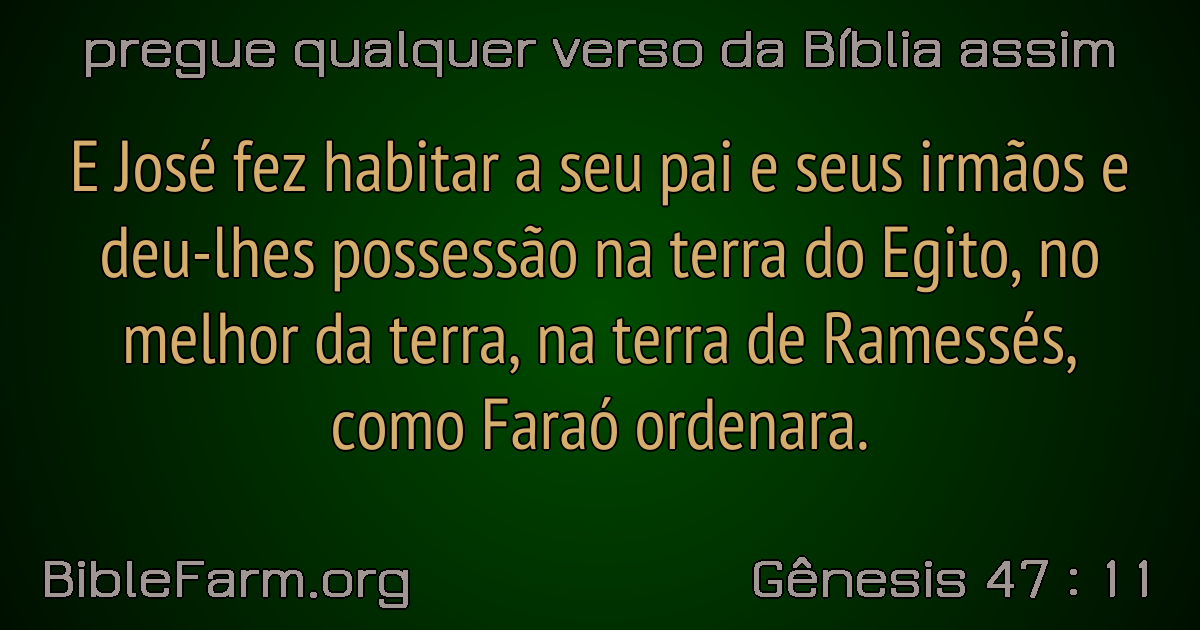 pregue qualquer verso da Bíblia assim
E José fez habitar a seu pai e seus irmãos e
deu-lhes possessão na terra do Egito, no
melhor da terra, na terra de Ramessés,
como Faraó ordenara.
BibleFarm.org
Gênesis 47 : 11